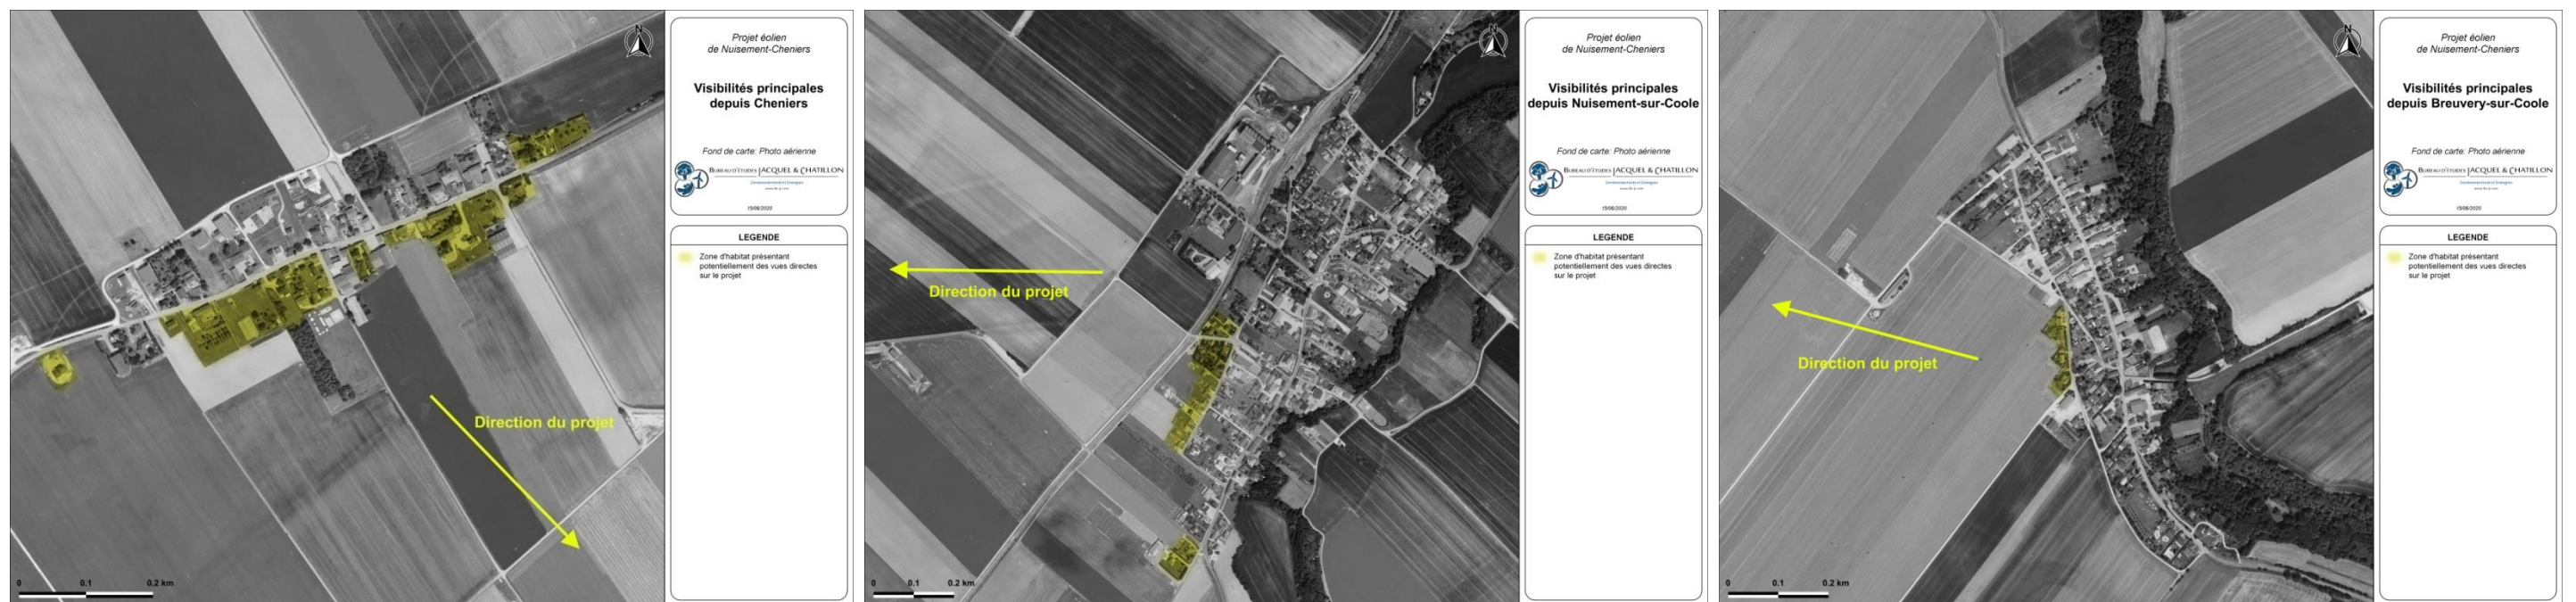 N
Direction du projet
0 0.1 0.2 km
Projet éolien
de Nuisement-Cheniers
Visibilités principales
depuis Cheniers
Fond de carte: Photo aérienne
BUREAU D'ÉTUDES JACQUEL & CHATILLON
15/06/2020
LEGENDE
Zone d'habitat présentant
potentiellement des vues directes
sur le projet
N
Direction du projet
0 0.1 0.2 km
Projet éolien
de Nuisement-Cheniers
Visibilités principales
depuis Nuisement-sur-Coole
Fond de carte: Photo aérienne
BUREAU D'ÉTUDES JACQUEL & CHATILLON
15/06/2020
LEGENDE
Zone d'habitat présentant
potentiellement des vues directes
sur le projet
N
Direction du projet
0 0.1 0.2 km
Projet éolien
de Nuisement-Cheniers
Visibilités principales
depuis Breuvery-sur-Coole
Fond de carte: Photo aérienne
BUREAU D'ÉTUDES JACQUEL & CHATILLON
15/06/2020
LEGENDE
Zone d'habitat présentant
potentiellement des vues directes
sur le projet